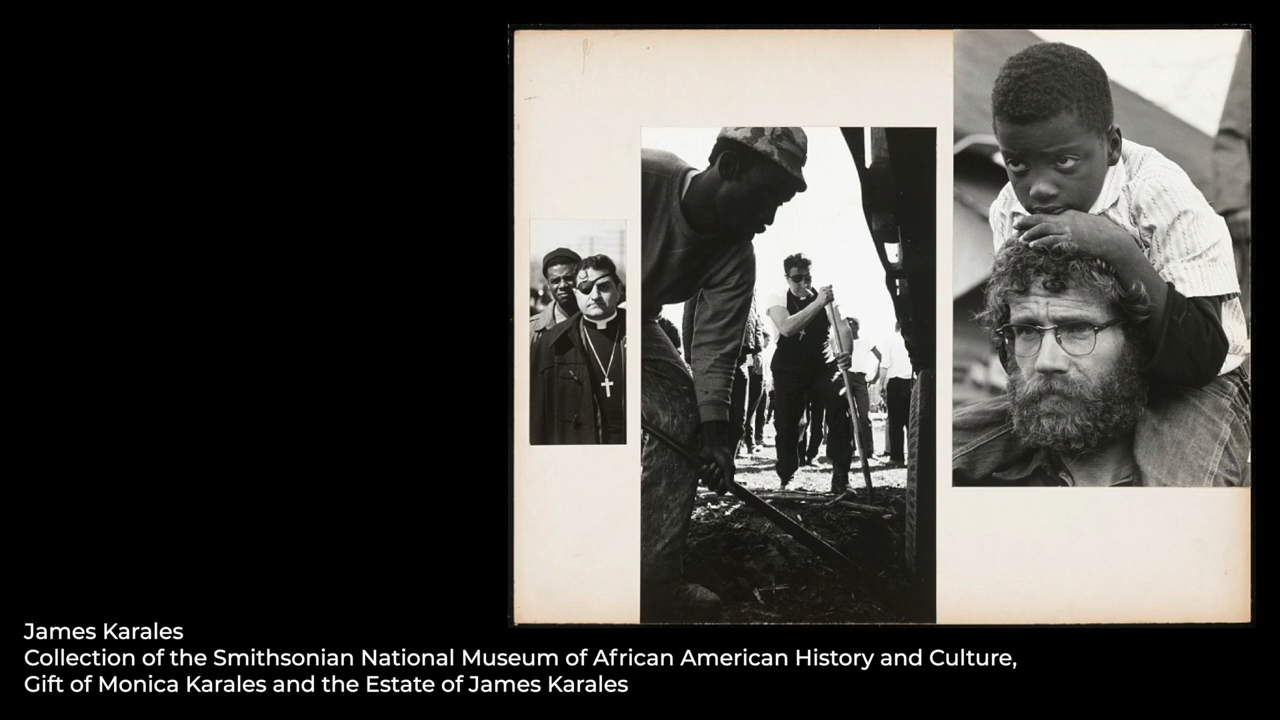 James Karales
Collection of the Smithsonian National Museum of African American History and Culture,
Gift of Monica Karales and the Estate of James Karales